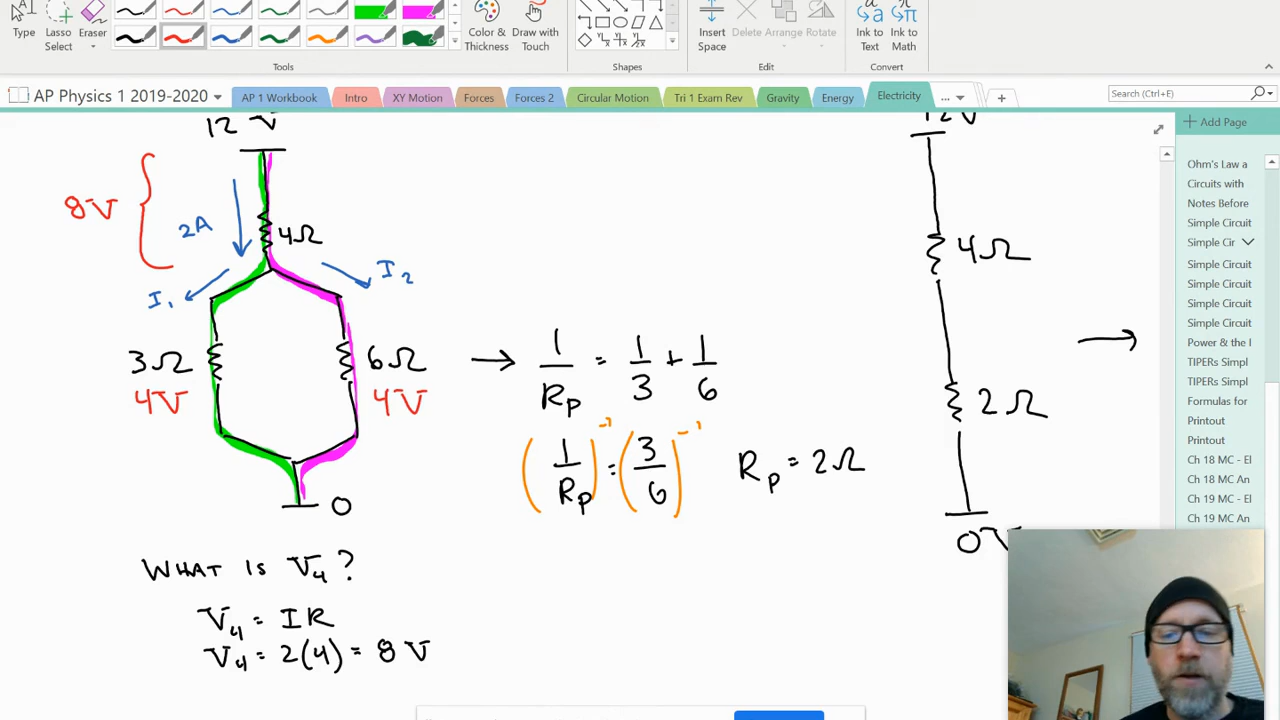 Type
Lasso Select
Eraser
Color & Thickness
Draw with Touch
Insert Space
Delete
Arrange
Rotate
Ink to Text
Ink to Math
Tools
Shapes
Edit
Convert
AP Physics 1 2019-2020
AP 1 Workbook
Intro
XY Motion
Forces
Forces 2
Circular Motion
Tri 1 Exam Rev
Gravity
Energy
Electricity
...
Search (Ctrl+E)
Add Page
Ohm's Law a
Circuits with
Notes Before
Simple Circuit
Simple Cir
Simple Circuit
Simple Circuit
Simple Circuit
Simple Circuit
Power & the I
TIPERs Simpl
TIPERs Simpl
Formulas for
Printout
Printout
Ch 18 MC - El
Ch 18 MC An
Ch 19 MC - El
Ch 19 MC An
12 V
8V
2A
4Ω
I₁
I₂
3Ω
4V
6Ω
4V
0
1/Rp = 1/3 + 1/6
(1/Rp)⁻¹ = (3/6)⁻¹
Rp = 2Ω
12V
4Ω
2Ω
0V
WHAT IS V₄?
V₄ = IR
V₄ = 2(4) = 8 V